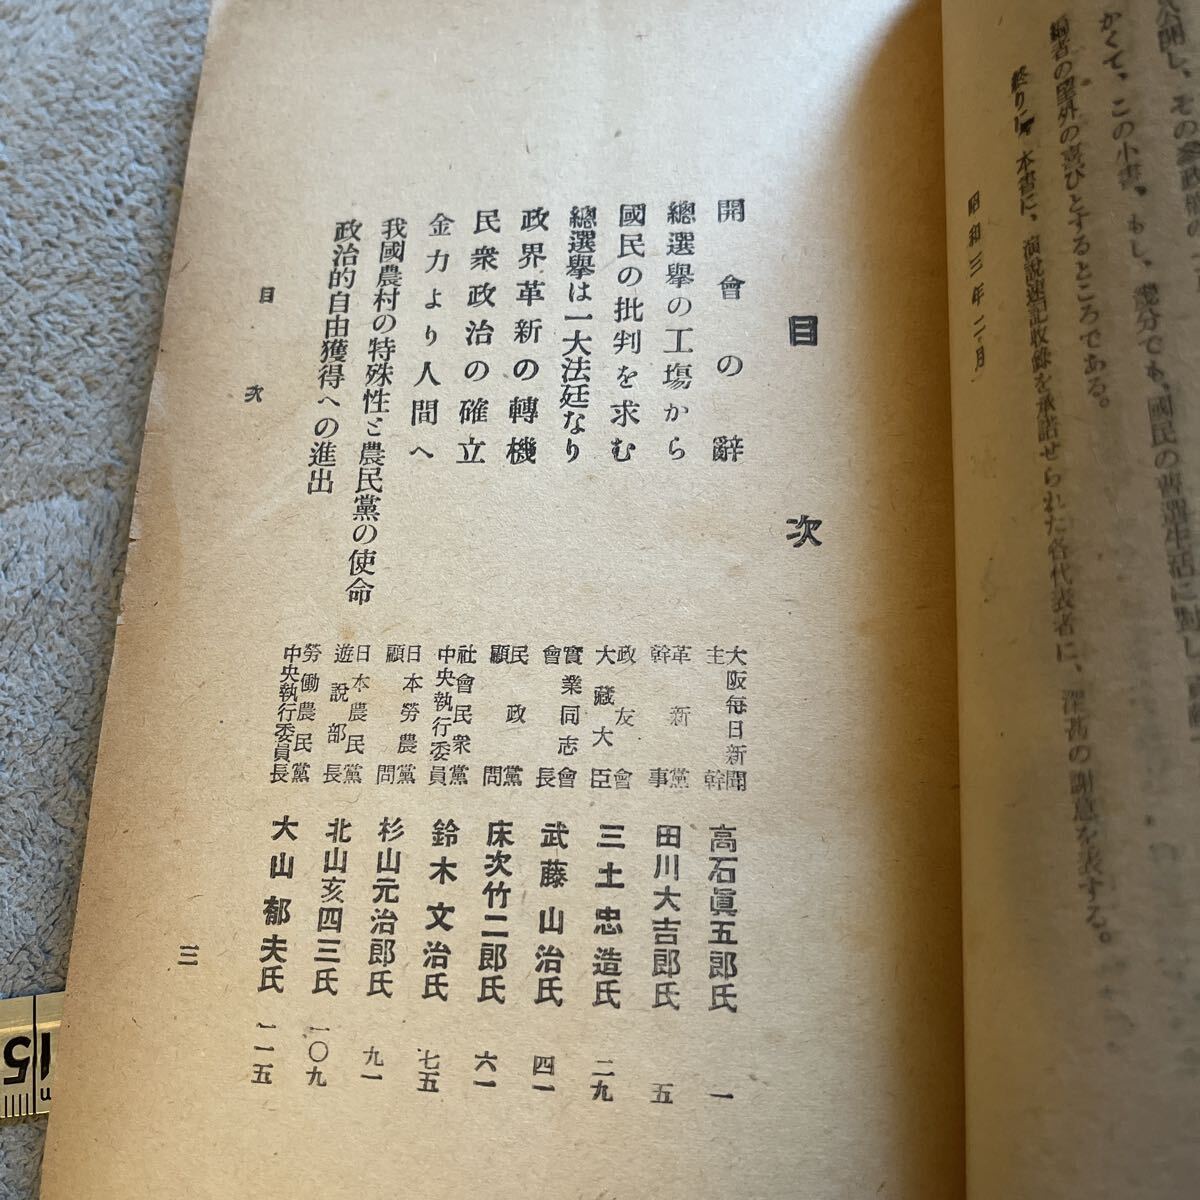 かくて、この小書、もし、幾分でも、國民の普選生活に對し
編者の望外の喜びとするところである。
終りに、本書に、演說速記收錄を承諾せられた各代表者に、深甚の謝意を表する。
昭和三年二月
目次
開會の辭 大阪每日新聞主幹 高石眞五郎氏 一
總選擧の工場から 革新黨幹事 田川大吉郎氏 五
國民の批判を求む 政友會大藏大臣 三土忠造氏 二九
總選擧は一大法廷なり 實業同志會會長 武藤山治氏 四一
政界革新の轉機 民政黨顧問 床次竹二郎氏 六一
民衆政治の確立 社會民衆黨中央執行委員 鈴木文治氏 七五
金力より人間へ 日本勞農黨顧問 杉山元治郎氏 九一
我國農村の特殊性と農民黨の使命 日本農民黨遊說部長 北山亥四三氏 一〇九
政治的自由獲得への進出 勞働農民黨中央執行委員長 大山郁夫氏 一一五
目次
三
15